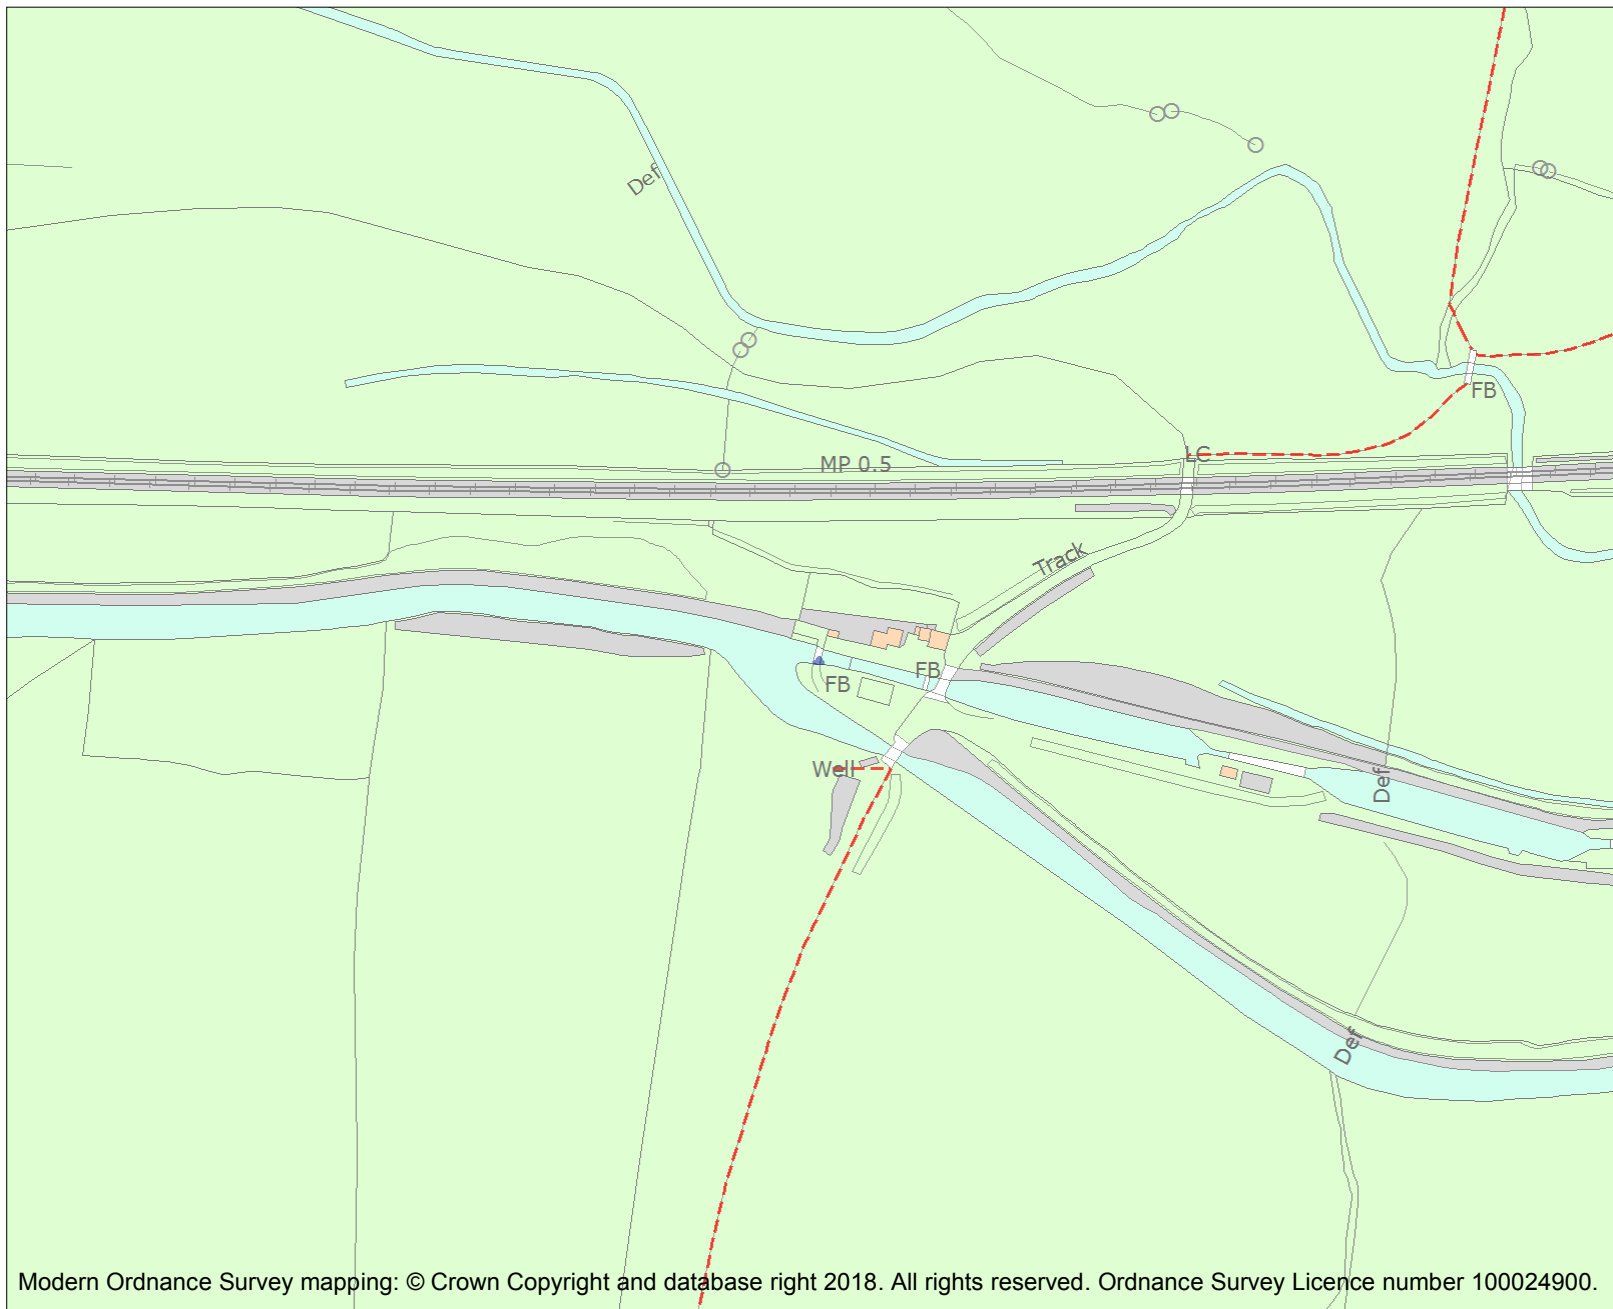 Def
FB
LC
MP 0.5
Track
FB
FB
Well
Def
Def
Modern Ordnance Survey mapping: © Crown Copyright and database right 2018. All rights reserved. Ordnance Survey Licence number 100024900.